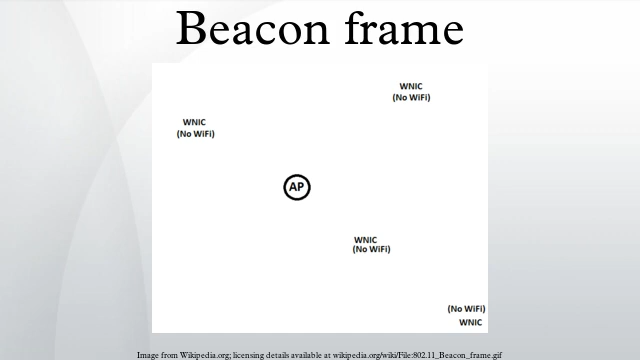 Beacon frame
WNIC
(No WiFi)
WNIC
(No WiFi)
AP
WNIC
(No WiFi)
(No WiFi)
WNIC
Image from Wikipedia.org; licensing details available at wikipedia.org/wiki/File:802.11_Beacon_frame.gif